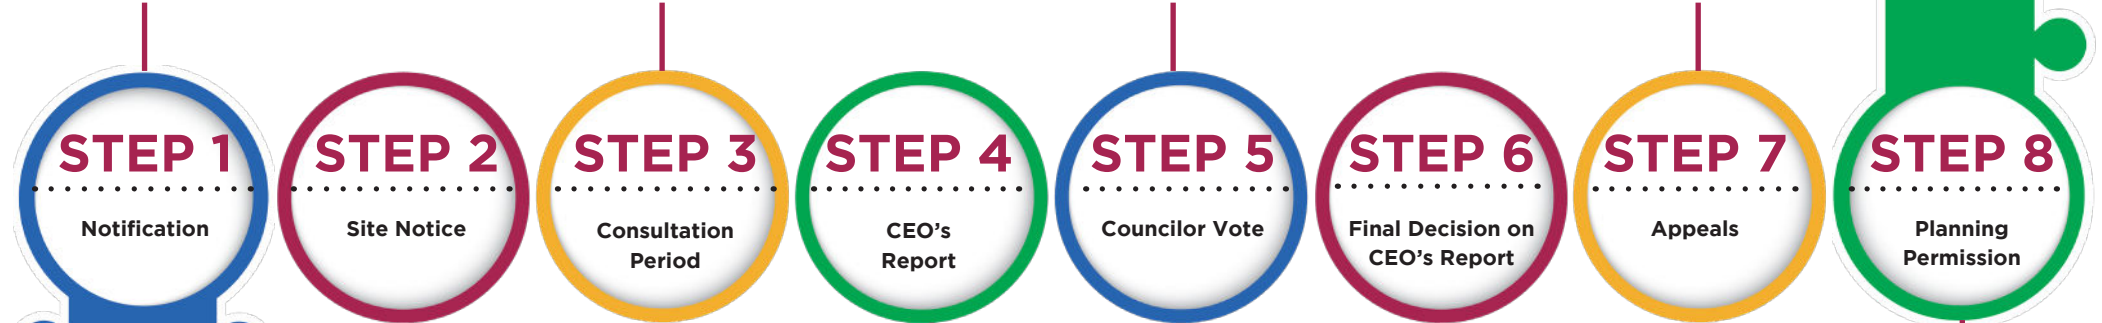 STEP 1
Notification
STEP 2
Site Notice
STEP 3
Consultation
Period
STEP 4
CEO's
Report
STEP 5
Councilor Vote
STEP 6
Final Decision on
CEO's Report
STEP 7
Appeals
STEP 8
Planning
Permission